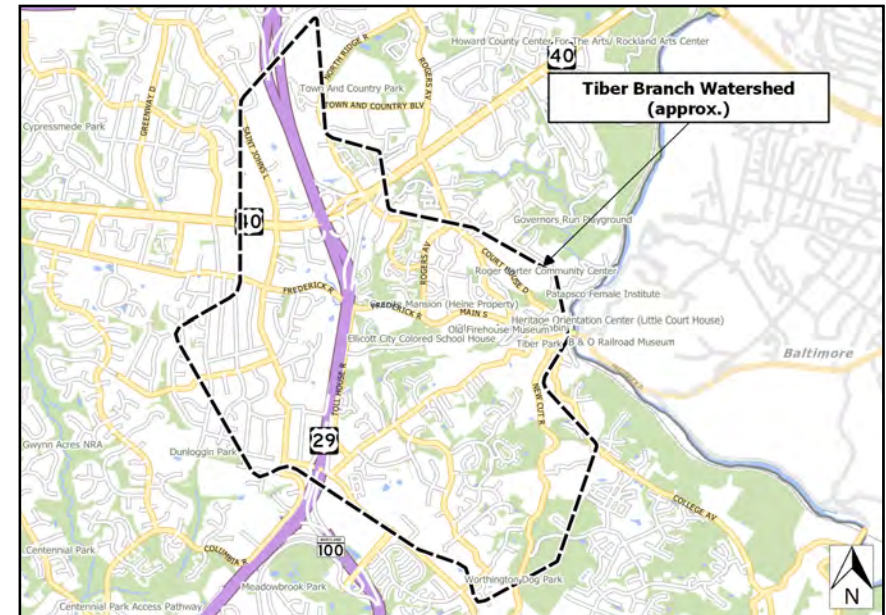 Howard County Center For The Arts/ Rockland Arts Center
40
NORTH RIDGE R
ROGERS AV
Tiber Branch Watershed
(approx.)
Town And Country Park
TOWN AND COUNTRY BLV
GREENWAY D
Cypressmede Park
SAINT JOHNS L
40
Governors Run Playground
ROGERS AV
COURT HOUSE D
Roger Carter Community Center
FREDERICK R
Patapsco Female Institute
Mansion (Heine Property)
FREDERICK R
MAIN S
Heritage Orientation Center (Little Court House)
Old Firehouse Museum
Ellicott City Colored School House
Tiber Park
B & O Railroad Museum
Baltimore
TOLL HOUSE R
NEW CUT R
29
Gwynn Acres NRA
Dunloggin Park
COLLEGE AV
MARYLAND
100
Centennial Park
COLUMBIA R
Meadowbrook Park
Worthington Dog Park
Centennial Park Access Pathway
N